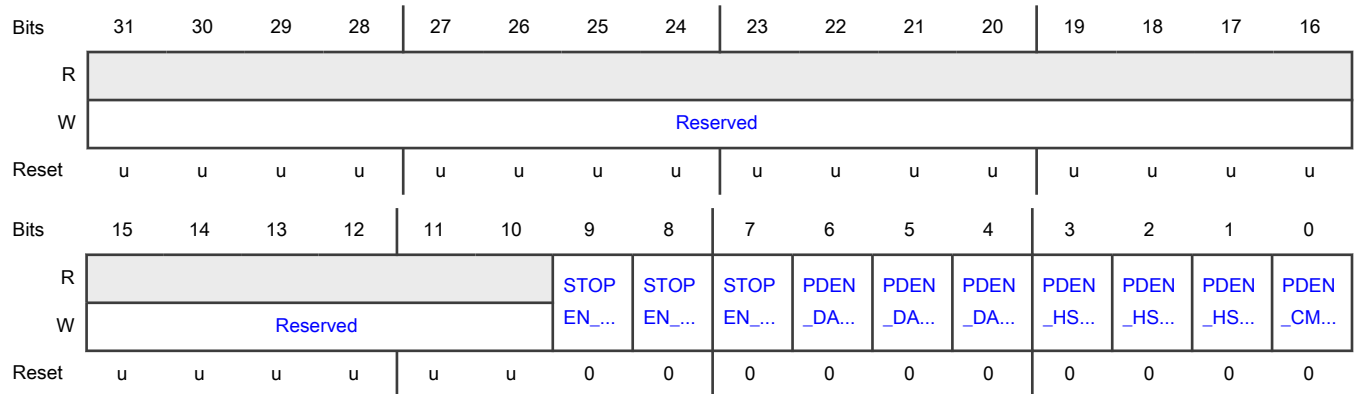 Bits 31 30 29 28 27 26 25 24 23 22 21 20 19 18 17 16
R
W Reserved
Reset u u u u u u u u u u u u u u u u
Bits 15 14 13 12 11 10 9 8 7 6 5 4 3 2 1 0
R STOP STOP STOP PDEN PDEN PDEN PDEN PDEN PDEN PDEN
W Reserved EN_... EN_... EN_... _DA... _DA... _DA... _HS... _HS... _HS... _CM...
Reset u u u u u u 0 0 0 0 0 0 0 0 0 0